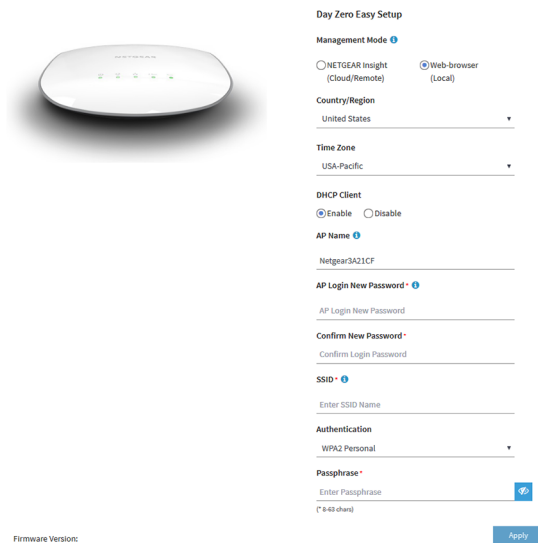 NETGEAR
Day Zero Easy Setup
Management Mode
NETGEAR Insight
(Cloud/Remote)
Web-browser
(Local)
Country/Region
United States
Time Zone
USA-Pacific
DHCP Client
Enable
Disable
AP Name
Netgear3A21CF
AP Login New Password*
AP Login New Password
Confirm New Password*
Confirm Login Password
SSID*
Enter SSID Name
Authentication
WPA2 Personal
Passphrase*
Enter Passphrase
(* 8-63 chars)
Firmware Version:
Apply